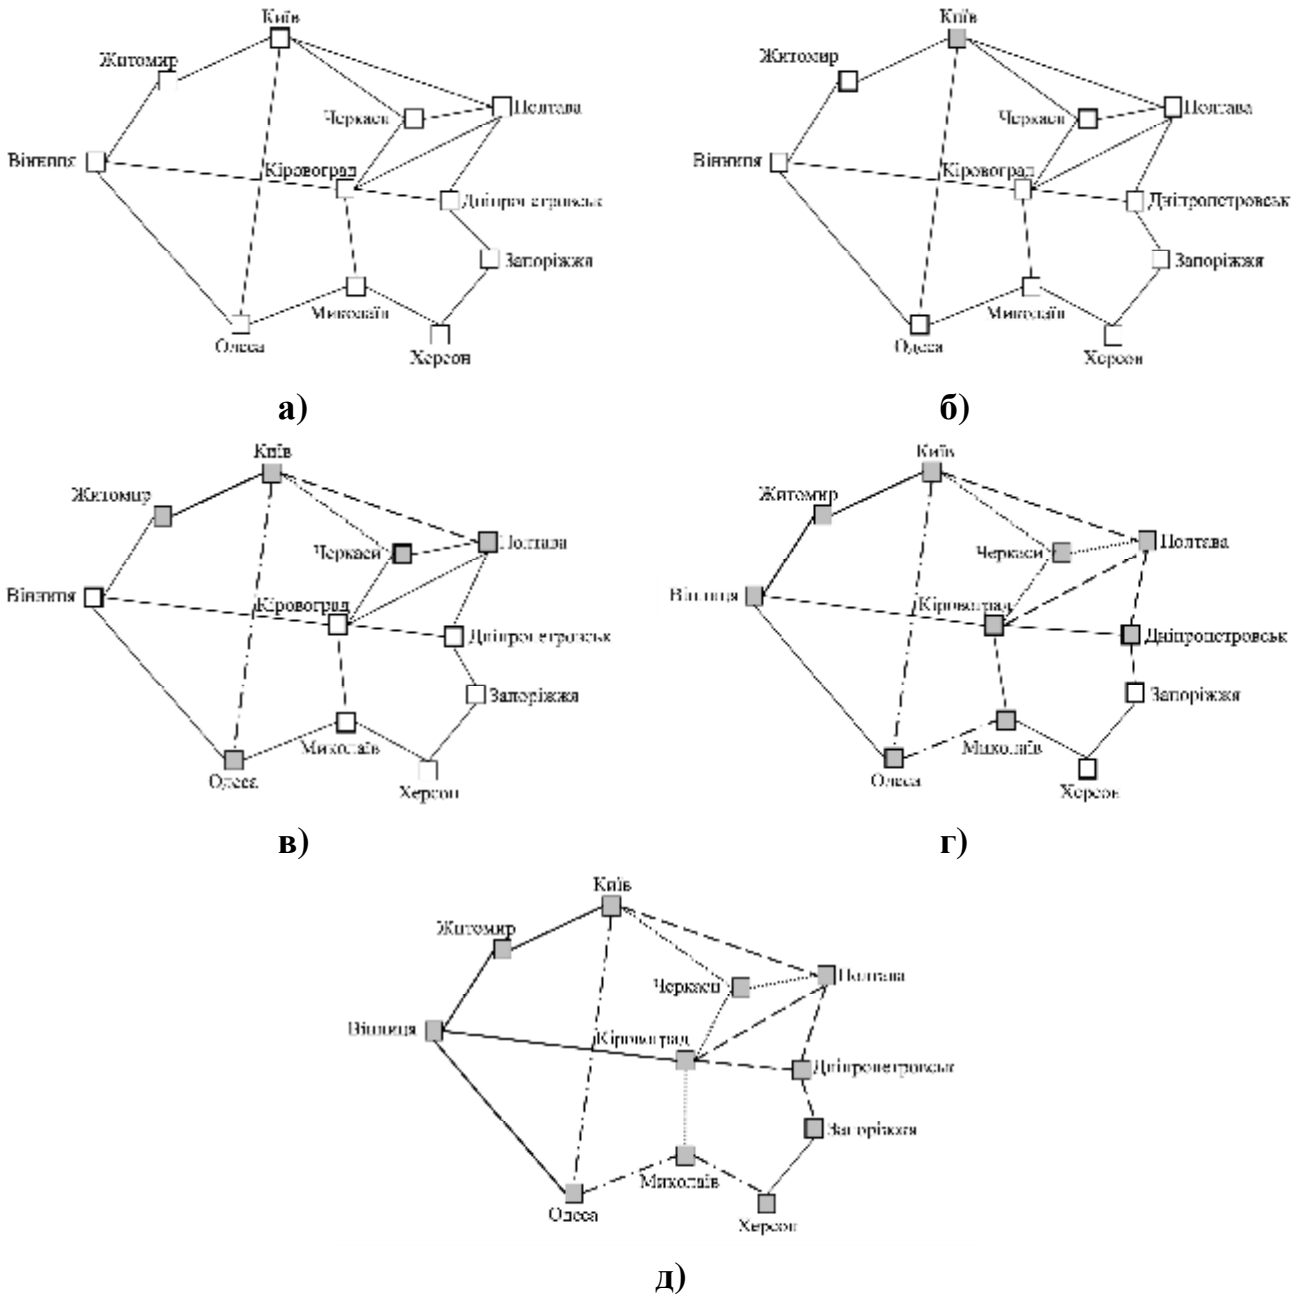 Київ
Житомир
Черкаси
Полтава
Вінниця
Кіровоград
Дніпропетровськ
Запоріжжя
Миколаїв
Одеса
Херсон
а)
Київ
Житомир
Черкаси
Полтава
Вінниця
Кіровоград
Дніпропетровськ
Запоріжжя
Миколаїв
Одеса
Херсон
б)
Київ
Житомир
Черкаси
Полтава
Вінниця
Кіровоград
Дніпропетровськ
Запоріжжя
Миколаїв
Одеса
Херсон
в)
Київ
Житомир
Черкаси
Полтава
Вінниця
Кіровоград
Дніпропетровськ
Запоріжжя
Миколаїв
Одеса
Херсон
г)
Київ
Житомир
Черкаси
Полтава
Вінниця
Кіровоград
Дніпропетровськ
Запоріжжя
Миколаїв
Одеса
Херсон
д)